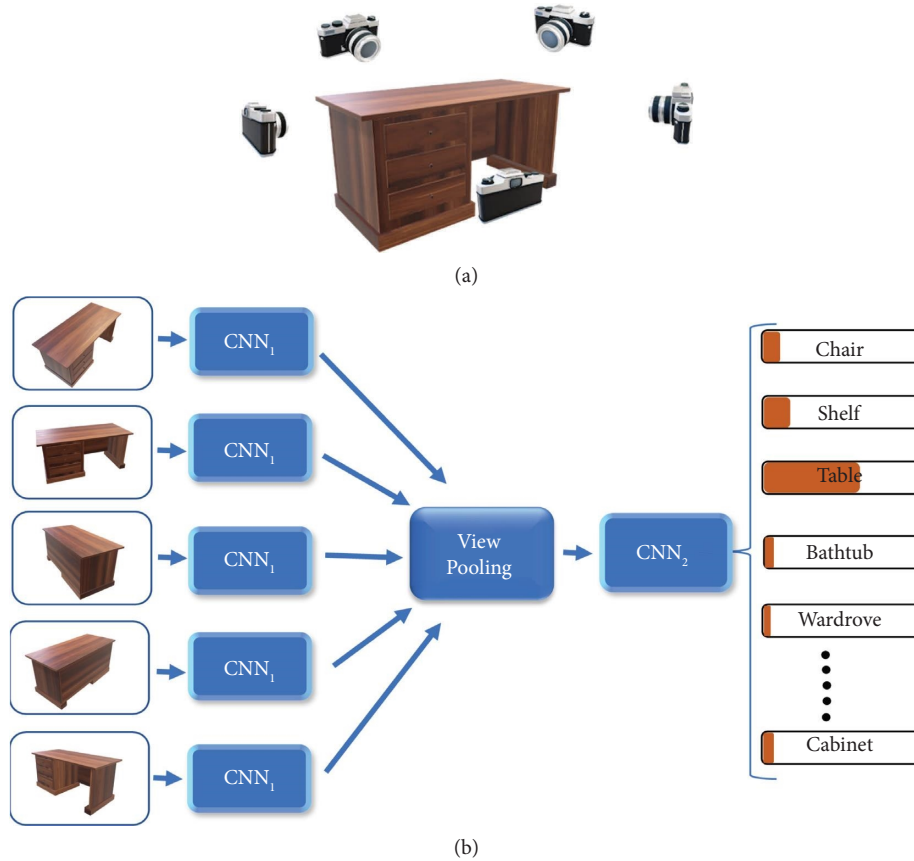 (a)
CNN₁
CNN₁
CNN₁
CNN₁
CNN₁
View
Pooling
CNN₂
Chair
Shelf
Table
Bathtub
Wardrove
Cabinet
(b)